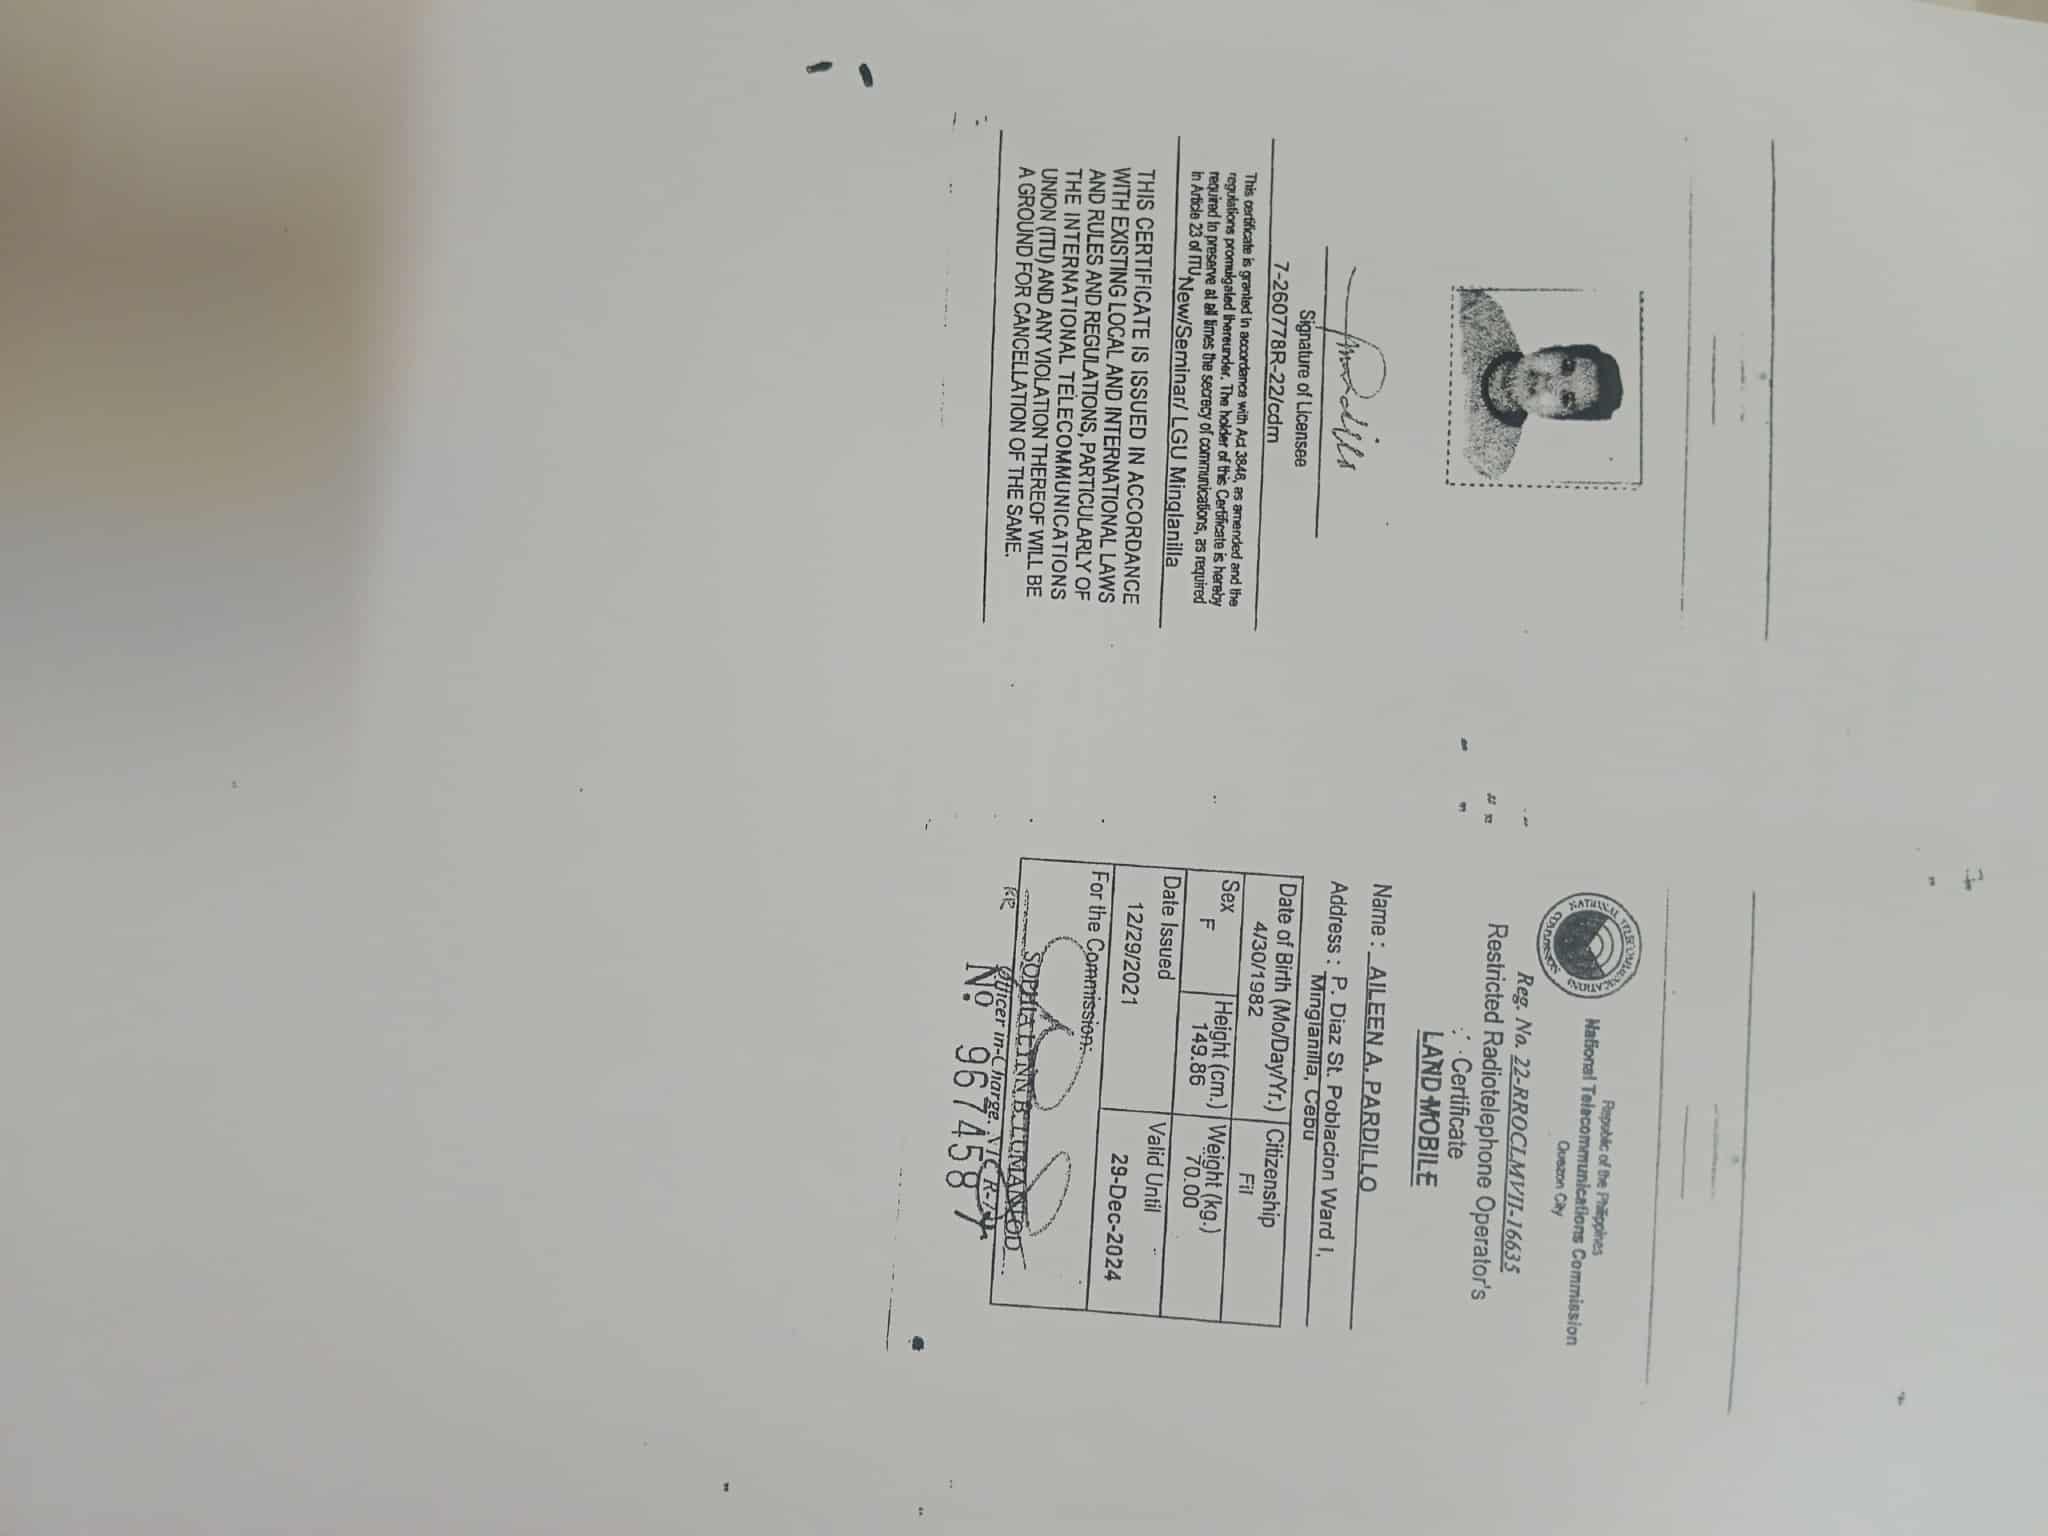 Signature of Licensee
7-260778R-22/cdm
This certificate is granted in accordance with Act 3846, as amended and the
regulations promulgated thereunder. The holder of this Certificate is hereby
required to preserve at all times the secrecy of communications, as required
in Article 23 of ITU.
New/Seminar/ LGU Minglanilla
THIS CERTIFICATE IS ISSUED IN ACCORDANCE
WITH EXISTING LOCAL AND INTERNATIONAL LAWS
AND RULES AND REGULATIONS, PARTICULARLY OF
THE INTERNATIONAL TELECOMMUNICATIONS
UNION (ITU) AND ANY VIOLATION THEREOF WILL BE
A GROUND FOR CANCELLATION OF THE SAME.
NATIONAL TELECOMMUNICATIONS COMMISSION
Republic of the Philippines
National Telecommunications Commission
Quezon City
Reg. No. 22-RROCLMVII-16635
Restricted Radiotelephone Operator's
Certificate
LAND MOBILE
Name : AILEEN A. PARDILLO
Address : P. Diaz St. Poblacion Ward I,
Minglanilla, Cebu
Date of Birth (Mo/Day/Yr.) Citizenship
4/30/1982 Fil
Sex Height (cm.) Weight (kg.)
F 149.86 70.00
Date Issued Valid Until
12/29/2021 29-Dec-2024
For the Commission:
SOPHIA LYNN B. LUMANTOD
Officer in-Charge, NTC R-7
RR
No. 967458